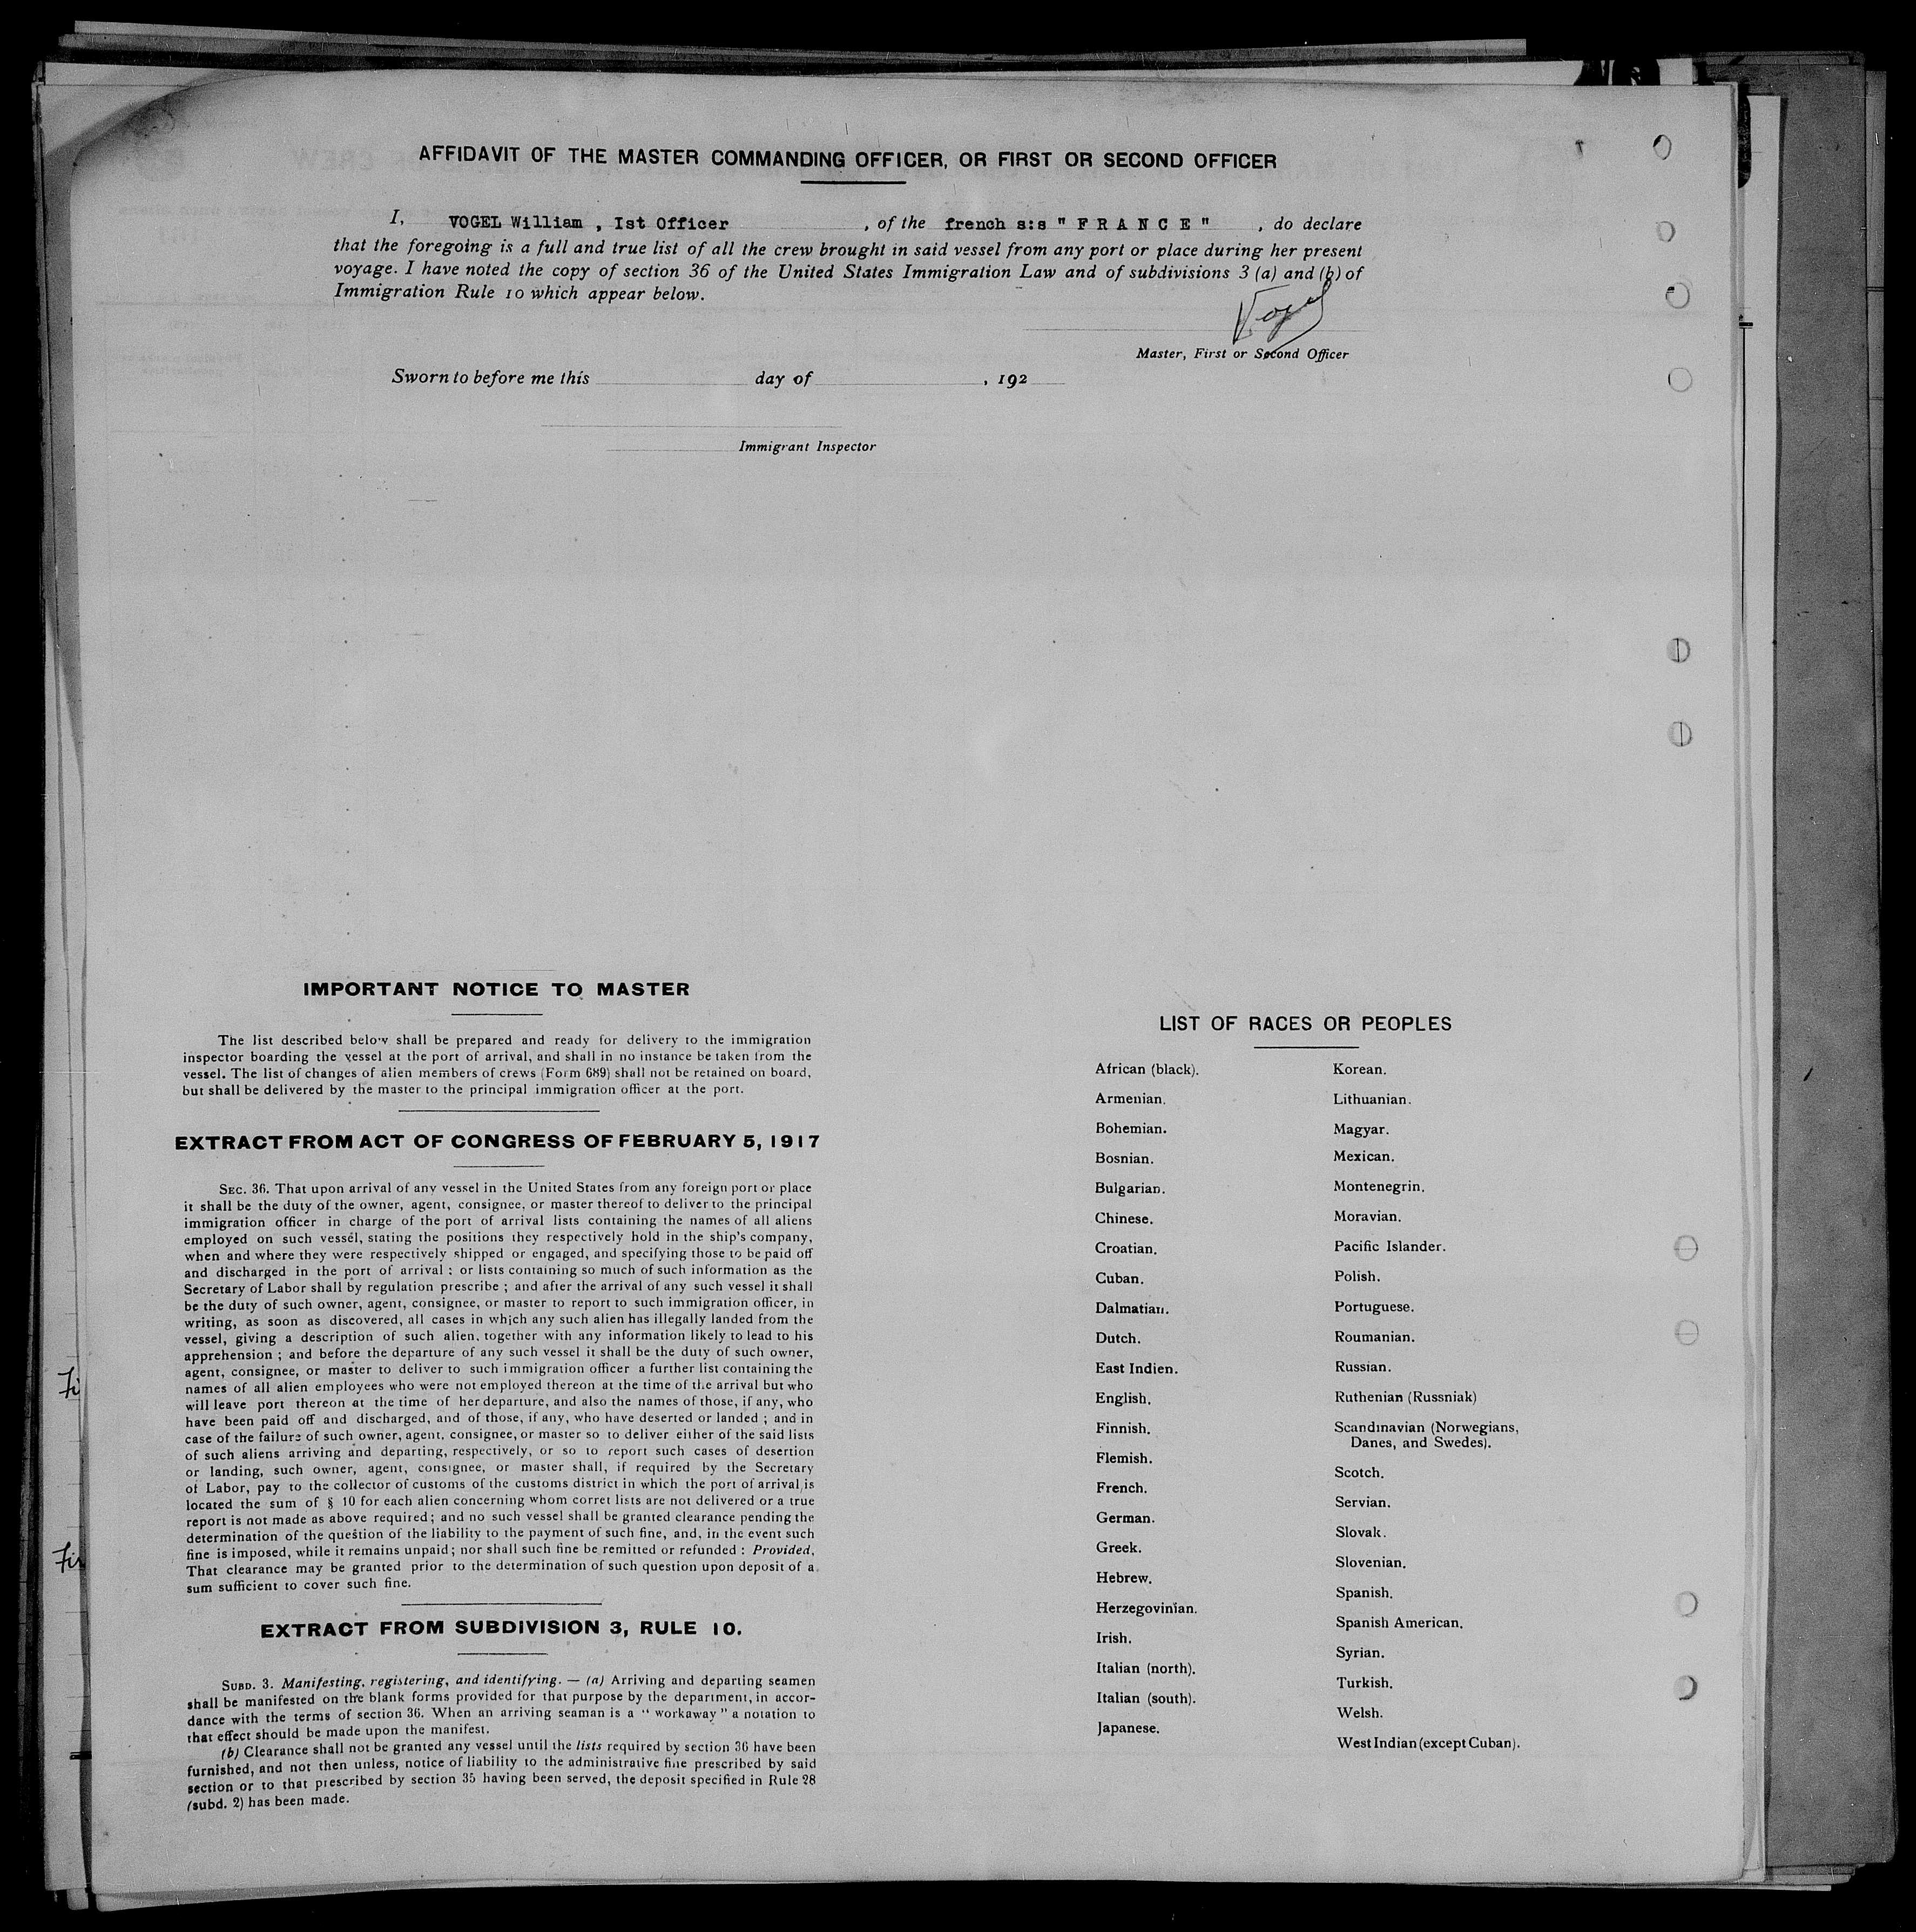 AFFIDAVIT OF THE MASTER COMMANDING OFFICER, OR FIRST OR SECOND OFFICER
I, VOGEL William , Ist Officer , of the french s:s " F R A N C E " , do declare
that the foregoing is a full and true list of all the crew brought in said vessel from any port or place during her present
voyage. I have noted the copy of section 36 of the United States Immigration Law and of subdivisions 3 (a) and (b) of
Immigration Rule 10 which appear below.
Vogel
Master, First or Second Officer
Sworn to before me this day of , 192
Immigrant Inspector
IMPORTANT NOTICE TO MASTER
The list described below shall be prepared and ready for delivery to the immigration
inspector boarding the vessel at the port of arrival, and shall in no instance be taken from the
vessel. The list of changes of alien members of crews (Form 689) shall not be retained on board,
but shall be delivered by the master to the principal immigration officer at the port.
EXTRACT FROM ACT OF CONGRESS OF FEBRUARY 5, 1917
SEC. 36. That upon arrival of any vessel in the United States from any foreign port or place
it shall be the duty of the owner, agent, consignee, or master thereof to deliver to the principal
immigration officer in charge of the port of arrival lists containing the names of all aliens
employed on such vessel, stating the positions they respectively hold in the ship's company,
when and where they were respectively shipped or engaged, and specifying those to be paid off
and discharged in the port of arrival ; or lists containing so much of such information as the
Secretary of Labor shall by regulation prescribe ; and after the arrival of any such vessel it shall
be the duty of such owner, agent, consignee, or master to report to such immigration officer, in
writing, as soon as discovered, all cases in which any such alien has illegally landed from the
vessel, giving a description of such alien, together with any information likely to lead to his
apprehension ; and before the departure of any such vessel it shall be the duty of such owner,
agent, consignee, or master to deliver to such immigration officer a further list containing the
names of all alien employees who were not employed thereon at the time of the arrival but who
will leave port thereon at the time of her departure, and also the names of those, if any, who
have been paid off and discharged, and of those, if any, who have deserted or landed ; and in
case of the failure of such owner, agent, consignee, or master so to deliver either of the said lists
of such aliens arriving and departing, respectively, or so to report such cases of desertion
or landing, such owner, agent, consignee, or master shall, if required by the Secretary
of Labor, pay to the collector of customs of the customs district in which the port of arrival is
located the sum of § 10 for each alien concerning whom corret lists are not delivered or a true
report is not made as above required; and no such vessel shall be granted clearance pending the
determination of the question of the liability to the payment of such fine, and, in the event such
fine is imposed, while it remains unpaid; nor shall such fine be remitted or refunded : Provided,
That clearance may be granted prior to the determination of such question upon deposit of a
sum sufficient to cover such fine.
EXTRACT FROM SUBDIVISION 3, RULE 10.
SUBD. 3. Manifesting, registering, and identifying. — (a) Arriving and departing seamen
shall be manifested on the blank forms provided for that purpose by the department, in accor-
dance with the terms of section 36. When an arriving seaman is a " workaway " a notation to
that effect should be made upon the manifest.
(b) Clearance shall not be granted any vessel until the lists required by section 36 have been
furnished, and not then unless, notice of liability to the administrative fine prescribed by said
section or to that prescribed by section 35 having been served, the deposit specified in Rule 28
(subd. 2) has been made.
LIST OF RACES OR PEOPLES
African (black).
Armenian.
Bohemian.
Bosnian.
Bulgarian.
Chinese.
Croatian.
Cuban.
Dalmatian.
Dutch.
East Indien.
English.
Finnish.
Flemish.
French.
German.
Greek.
Hebrew.
Herzegovinian.
Irish.
Italian (north).
Italian (south).
Japanese.
Korean.
Lithuanian.
Magyar.
Mexican.
Montenegrin.
Moravian.
Pacific Islander.
Polish.
Portuguese.
Roumanian.
Russian.
Ruthenian (Russniak)
Scandinavian (Norwegians,
Danes, and Swedes).
Scotch.
Servian.
Slovak.
Slovenian.
Spanish.
Spanish American.
Syrian.
Turkish.
Welsh.
West Indian (except Cuban).